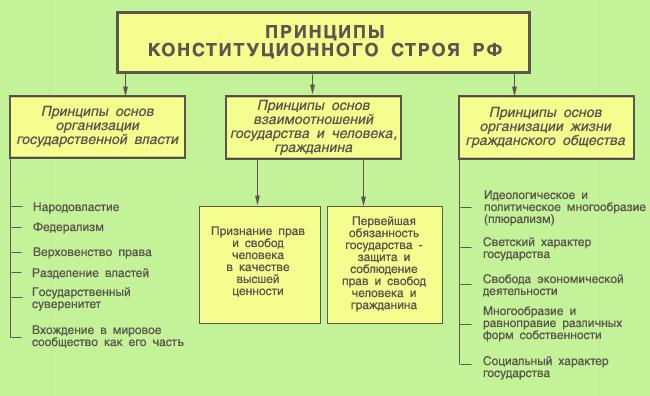 ПРИНЦИПЫ
КОНСТИТУЦИОННОГО СТРОЯ РФ
Принципы основ
организации
государственной власти
Народовластие
Федерализм
Верховенство права
Разделение властей
Государственный
суверенитет
Вхождение в мировое
сообщество как его часть
Принципы основ
взаимоотношений
государства и человека,
гражданина
Признание прав
и свобод
человека
в качестве
высшей
ценности
Первейшая
обязанность
государства -
защита и
соблюдение
прав и свобод
человека и
гражданина
Принципы основ
организации жизни
гражданского общества
Идеологическое и
политическое многообразие
(плюрализм)
Светский характер
государства
Свобода экономической
деятельности
Многообразие и
равноправие различных
форм собственности
Социальный характер
государства